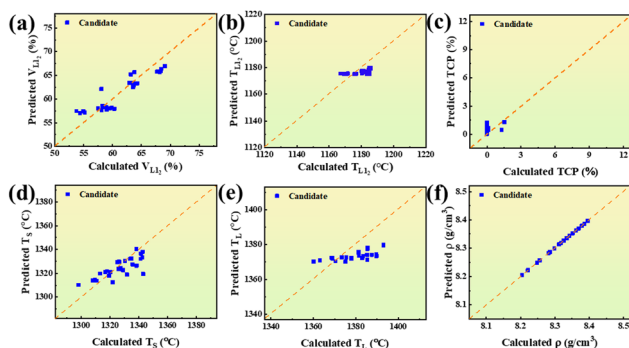 (a)
Candidate
Predicted V_L1₂ (%)
75
70
65
60
55
50
50 55 60 65 70 75
Calculated V_L1₂ (%)
(b)
Candidate
Predicted T_L1₂ (°C)
1220
1200
1180
1160
1140
1120
1120 1140 1160 1180 1200 1220
Calculated T_L1₂ (°C)
(c)
Candidate
Predicted TCP (%)
12
9
6
3
0
0 3 6 9 12
Calculated TCP (%)
(d)
Candidate
Predicted T_S (°C)
1380
1360
1340
1320
1300
1300 1320 1340 1360 1380
Calculated T_S (°C)
(e)
Candidate
Predicted T_L (°C)
1400
1380
1360
1340
1340 1360 1380 1400
Calculated T_L (°C)
(f)
Candidate
Predicted ρ (g/cm³)
8.5
8.4
8.3
8.2
8.1
8.1 8.2 8.3 8.4 8.5
Calculated ρ (g/cm³)